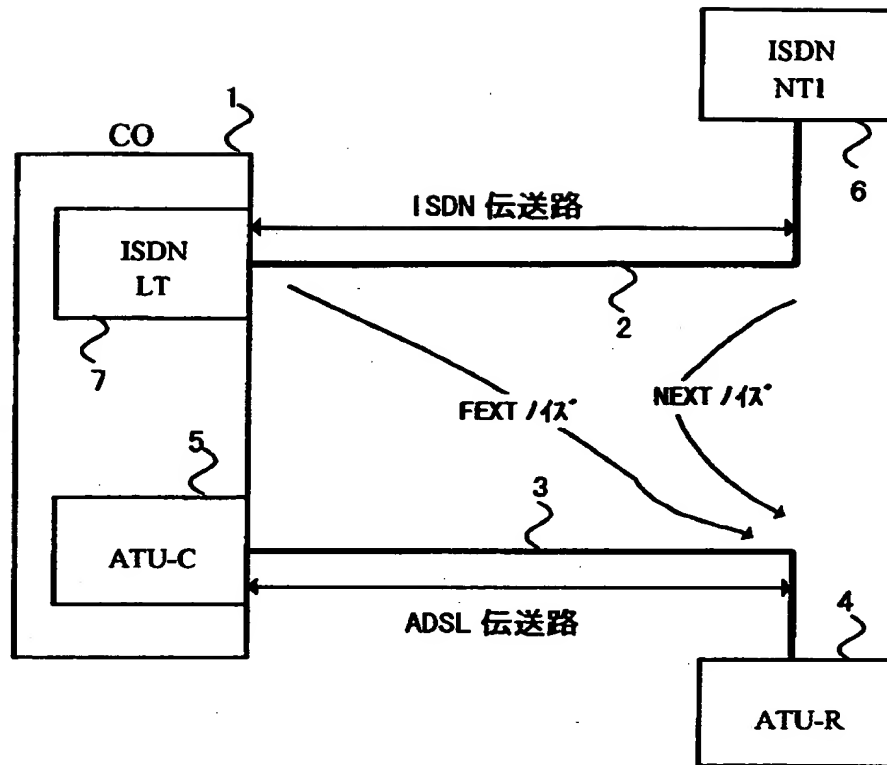 ISDN
NT1
1
CO
6
ISDN 伝送路
ISDN
LT
2
7
FEXT ノイズ
NEXT ノイズ
5
3
ATU-C
ADSL 伝送路
4
ATU-R